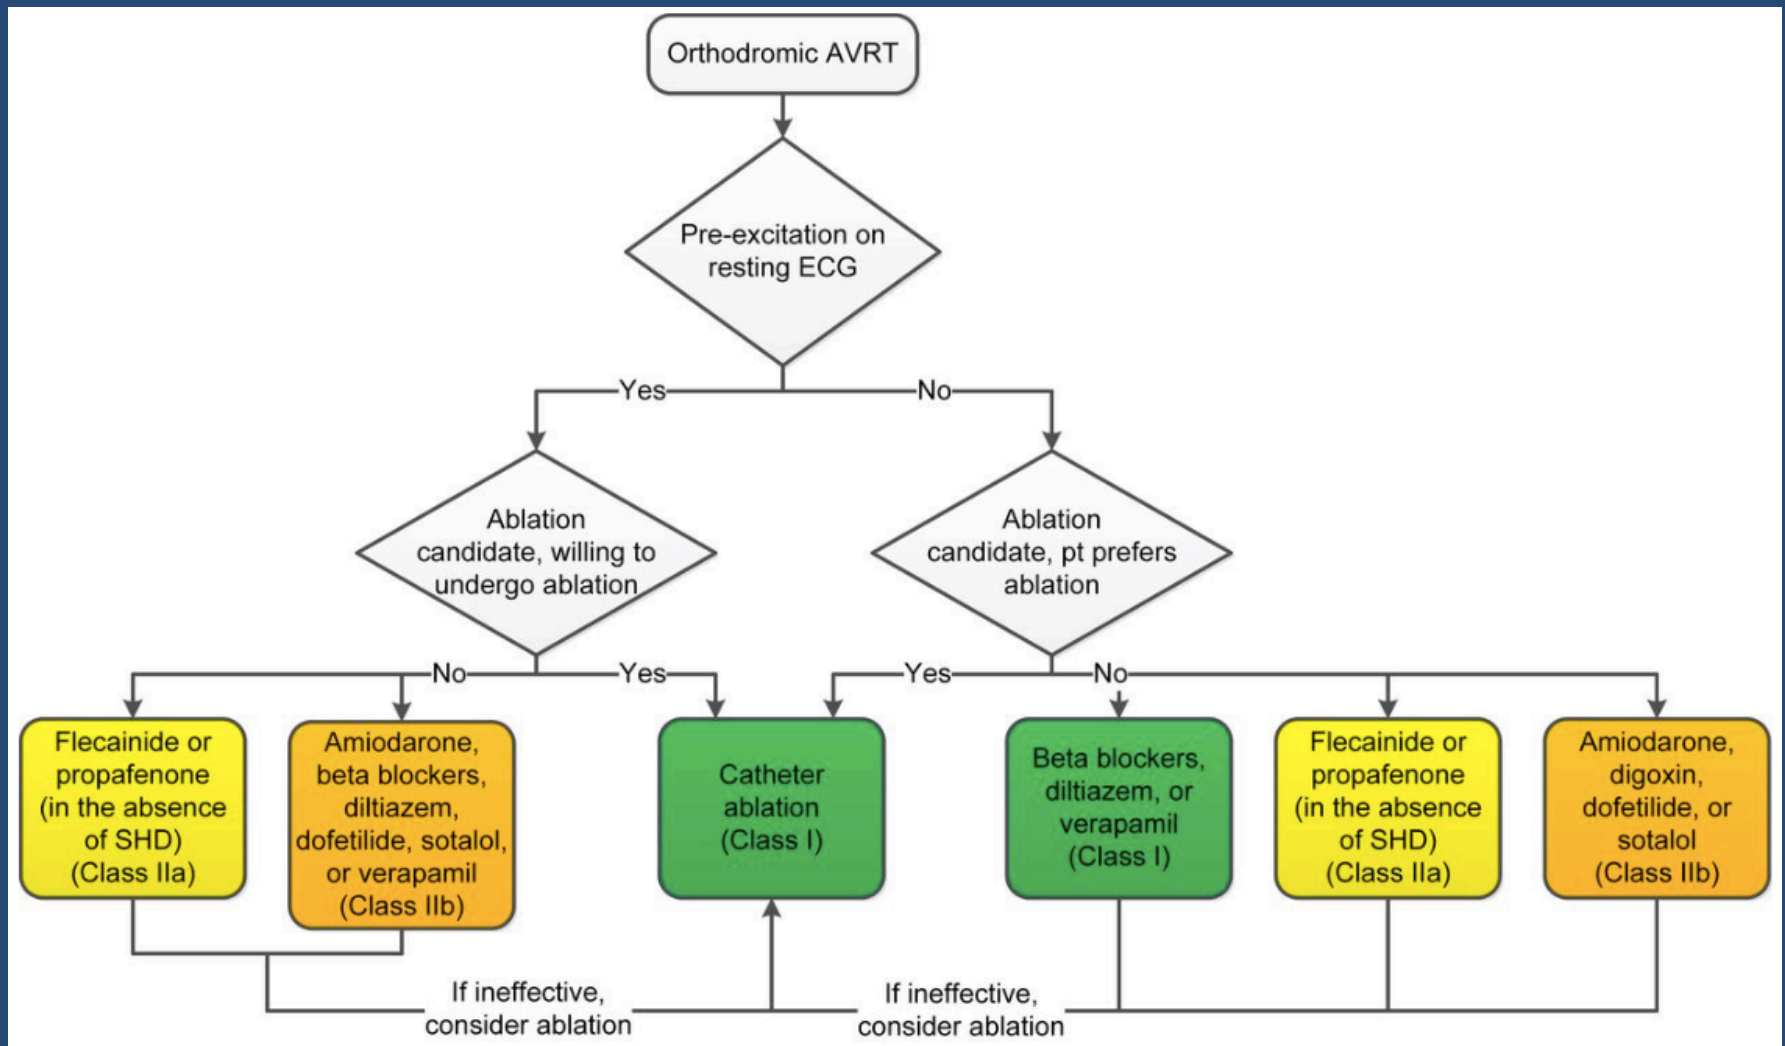 Orthodromic AVRT
Pre-excitation on
resting ECG
Yes
No
Ablation
candidate, willing to
undergo ablation
Ablation
candidate, pt prefers
ablation
No
Yes
Yes
No
Flecainide or
propafenone
(in the absence
of SHD)
(Class IIa)
Amiodarone,
beta blockers,
diltiazem,
dofetilide, sotalol,
or verapamil
(Class IIb)
Catheter
ablation
(Class I)
Beta blockers,
diltiazem, or
verapamil
(Class I)
Flecainide or
propafenone
(in the absence
of SHD)
(Class IIa)
Amiodarone,
digoxin,
dofetilide, or
sotalol
(Class IIb)
If ineffective,
consider ablation
If ineffective,
consider ablation